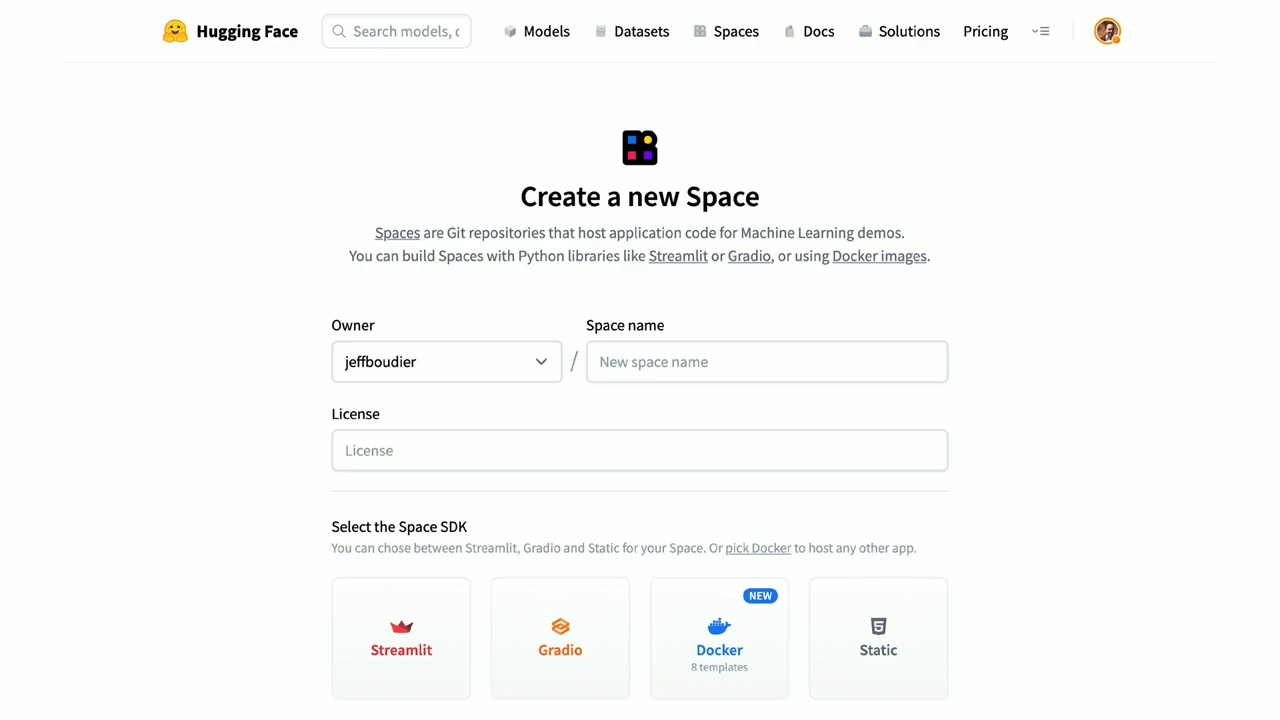 Hugging Face
Search models, c
Models
Datasets
Spaces
Docs
Solutions
Pricing
Create a new Space
Spaces are Git repositories that host application code for Machine Learning demos.
You can build Spaces with Python libraries like Streamlit or Gradio, or using Docker images.
Owner
Space name
jeffboudier
/
New space name
License
License
Select the Space SDK
You can chose between Streamlit, Gradio and Static for your Space. Or pick Docker to host any other app.
Streamlit
Gradio
NEW
Docker
8 templates
Static